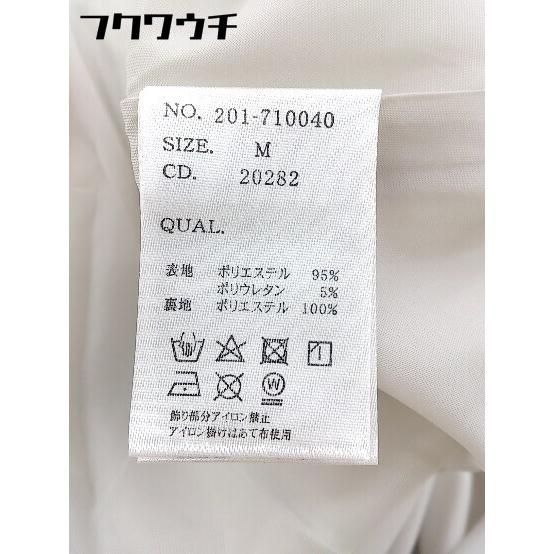 フクワウチ
NO. 201-710040
SIZE. M
CD. 20282
QUAL.
表地 ポリエステル 95%
ポリウレタン 5%
裏地 ポリエステル 100%
W
飾り部分アイロン禁止
アイロン掛けはあて布使用